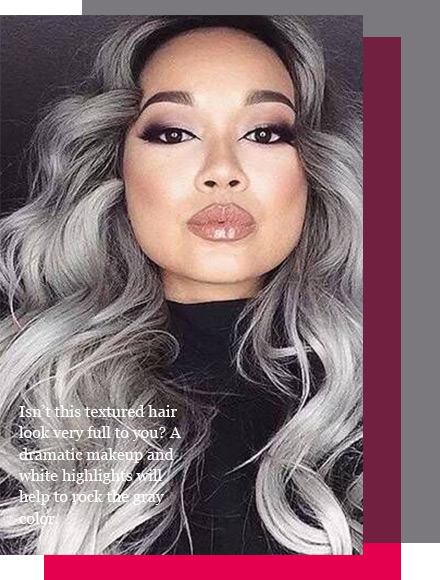 Isn't this textured hair
look very full to you? A
dramatic makeup and
white highlights will
help to rock the gray
color.